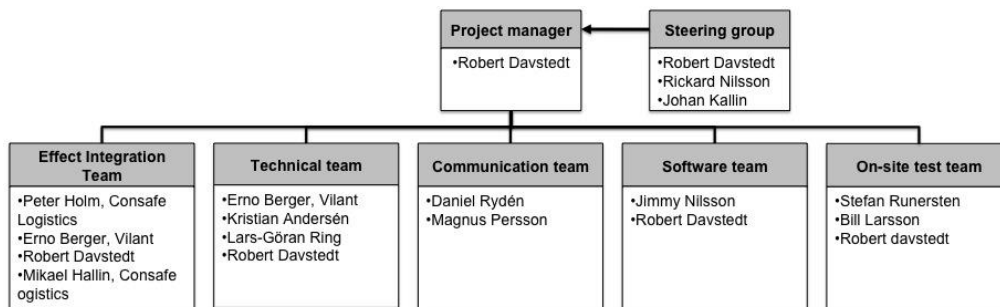 Project manager
•Robert Davstedt
Steering group
•Robert Davstedt
•Rickard Nilsson
•Johan Kallin
Effect Integration
Team
•Peter Holm, Consafe
Logistics
•Erno Berger, Vilant
•Robert Davstedt
•Mikael Hallin, Consafe
ogistics
Technical team
•Erno Berger, Vilant
•Kristian Andersén
•Lars-Göran Ring
•Robert Davstedt
Communication team
•Daniel Rydén
•Magnus Persson
Software team
•Jimmy Nilsson
•Robert Davstedt
On-site test team
•Stefan Runersten
•Bill Larsson
•Robert davstedt